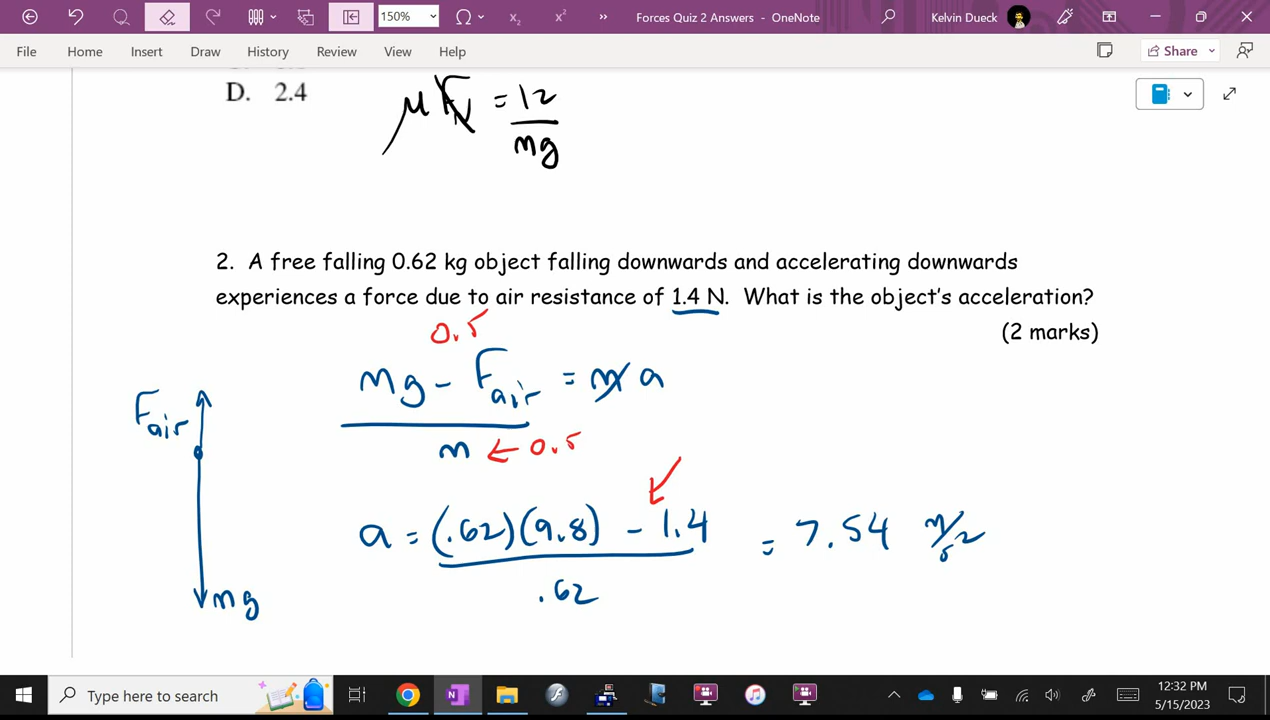 150%
Forces Quiz 2 Answers - OneNote
Kelvin Dueck
File Home Insert Draw History Review View Help
Share
D. 2.4
μ F = 12
mg
2. A free falling 0.62 kg object falling downwards and accelerating downwards
experiences a force due to air resistance of 1.4 N. What is the object's acceleration?
(2 marks)
0.5
mg - Fair = ma
m ← 0.5
Fair
a = (.62)(9.8) - 1.4 = 7.54 m/s2
.62
mg
Type here to search
12:32 PM
5/15/2023